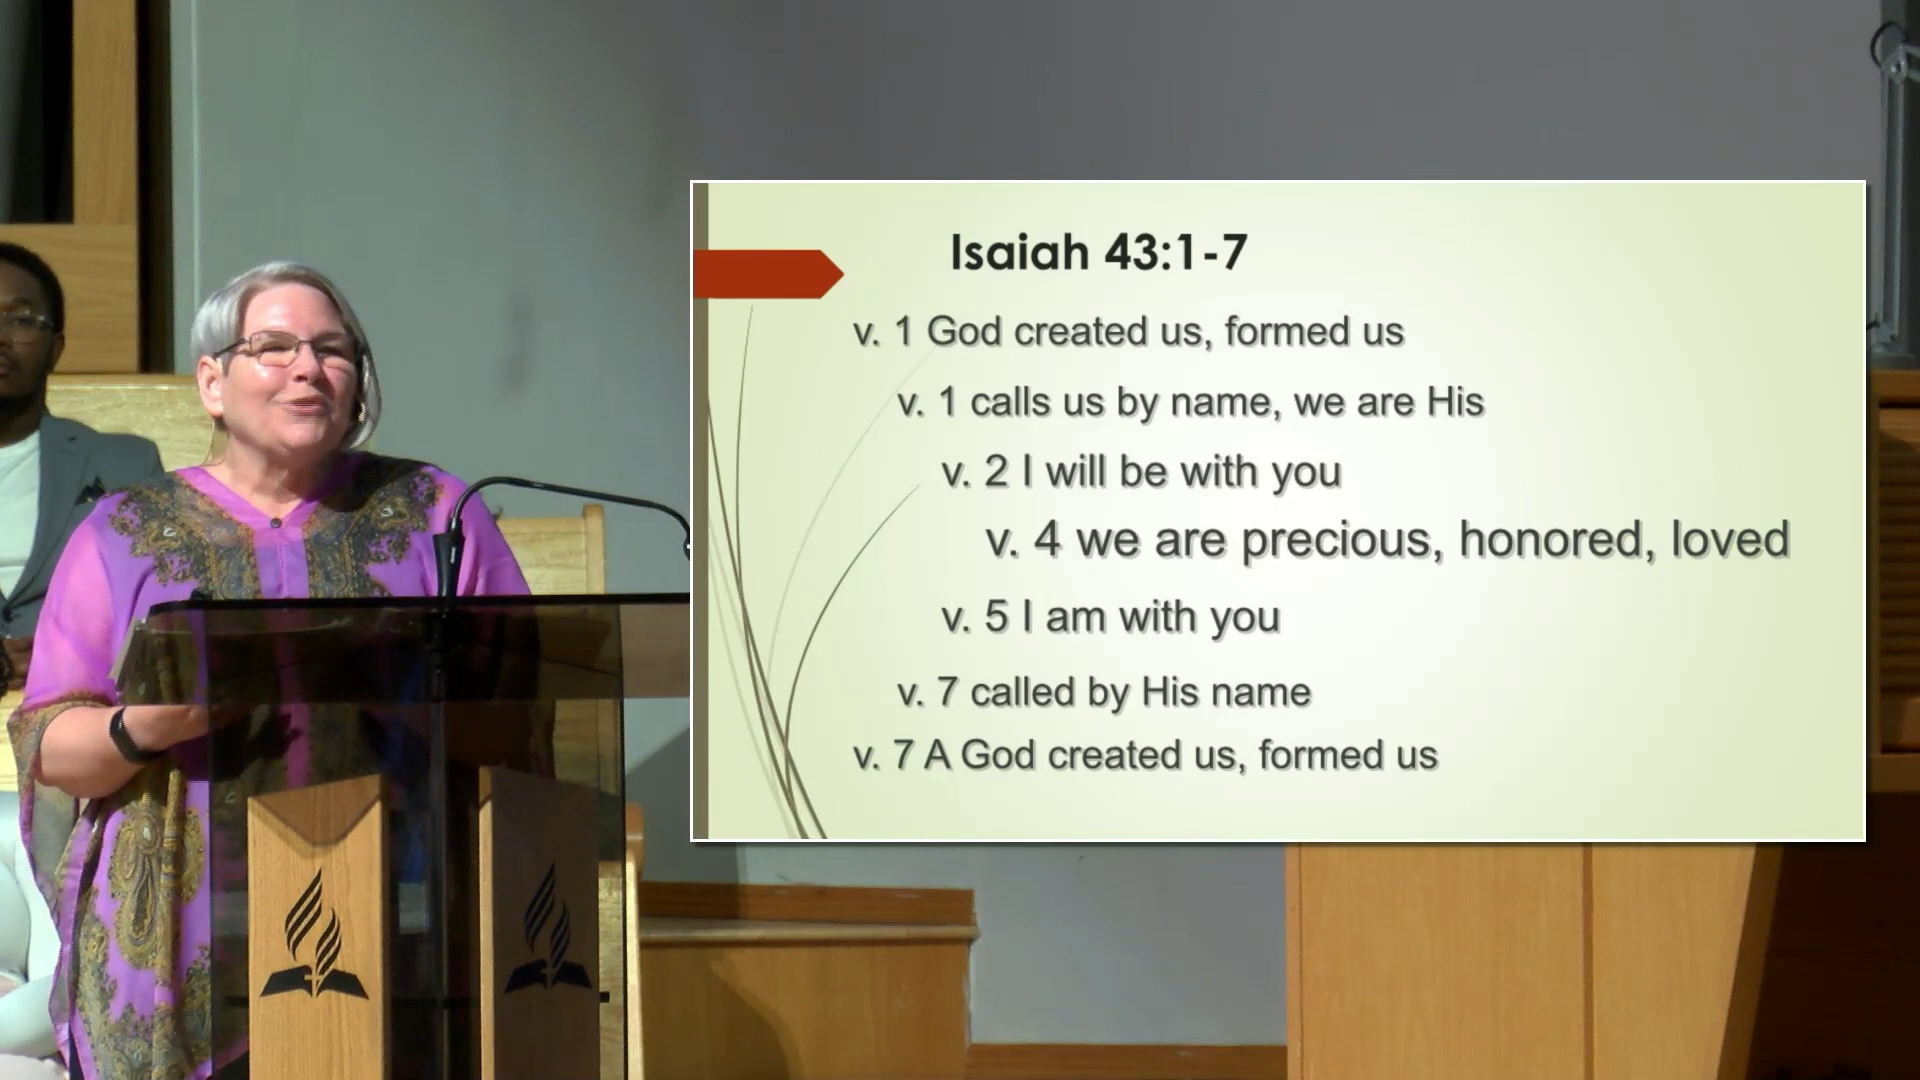 Isaiah 43:1-7
v. 1 God created us, formed us
v. 1 calls us by name, we are His
v. 2 I will be with you
v. 4 we are precious, honored, loved
v. 5 I am with you
v. 7 called by His name
v. 7 A God created us, formed us